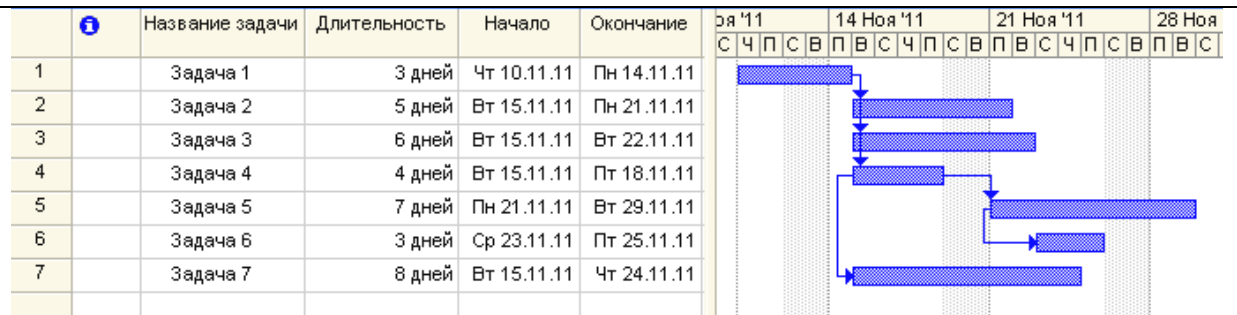 Название задачи Длительность Начало Окончание оя '11 14 Ноя '11 21 Ноя '11 28 Ноя
С Ч П С В П В С Ч П С В П В С Ч П С В П В С
1 Задача 1 3 дней Чт 10.11.11 Пн 14.11.11
2 Задача 2 5 дней Вт 15.11.11 Пн 21.11.11
3 Задача 3 6 дней Вт 15.11.11 Вт 22.11.11
4 Задача 4 4 дней Вт 15.11.11 Пт 18.11.11
5 Задача 5 7 дней Пн 21.11.11 Вт 29.11.11
6 Задача 6 3 дней Ср 23.11.11 Пт 25.11.11
7 Задача 7 8 дней Вт 15.11.11 Чт 24.11.11